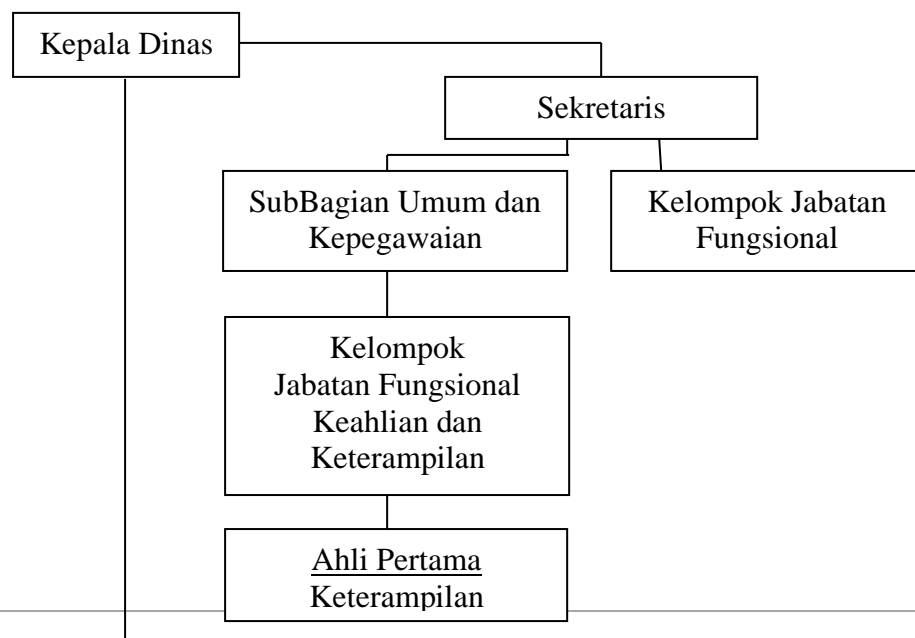 Kepala Dinas
Sekretaris
SubBagian Umum dan
Kepegawaian
Kelompok Jabatan
Fungsional
Kelompok
Jabatan Fungsional
Keahlian dan
Keterampilan
Ahli Pertama
Keterampilan